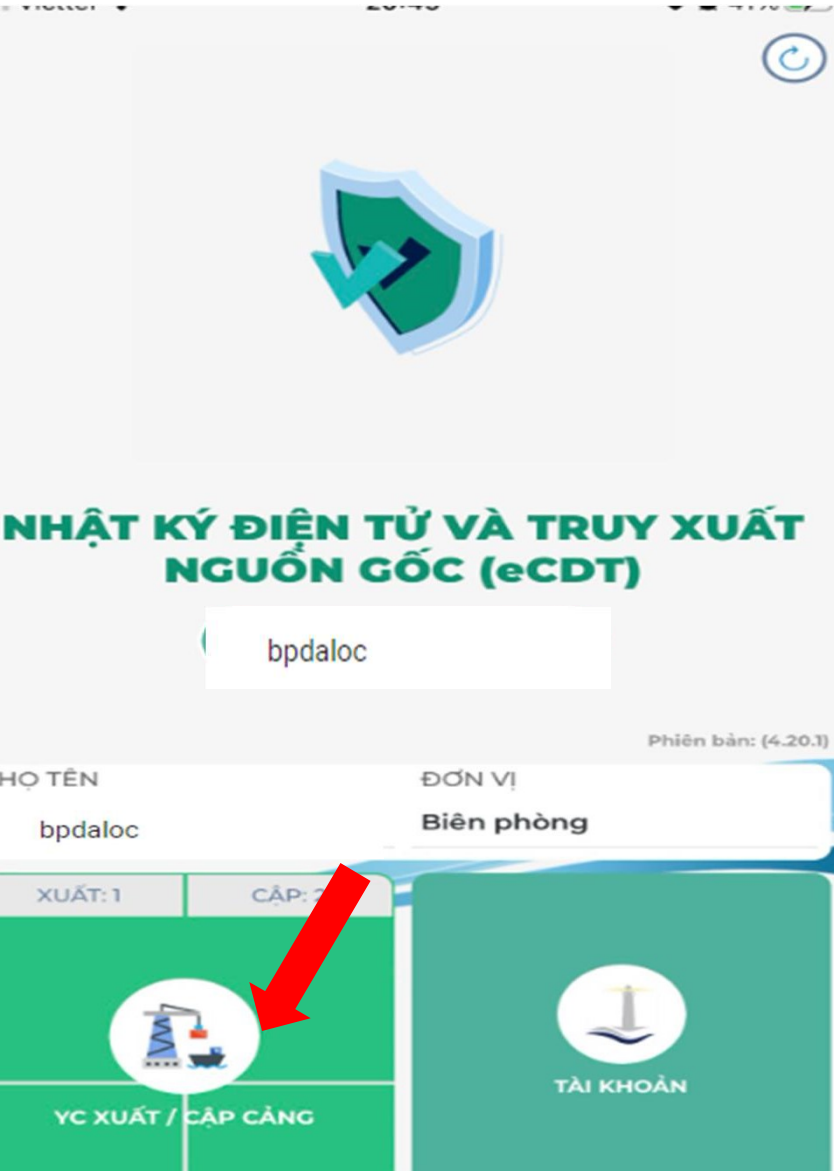 NHẬT KÝ ĐIỆN TỬ VÀ TRUY XUẤT
NGUỒN GỐC (eCDT)
bpdaloc
Phiên bản: (4.20.1)
HỌ TÊN
ĐƠN VỊ
bpdaloc
Biên phòng
XUẤT: 1
CẬP:
YC XUẤT / CẬP CẢNG
TÀI KHOẢN